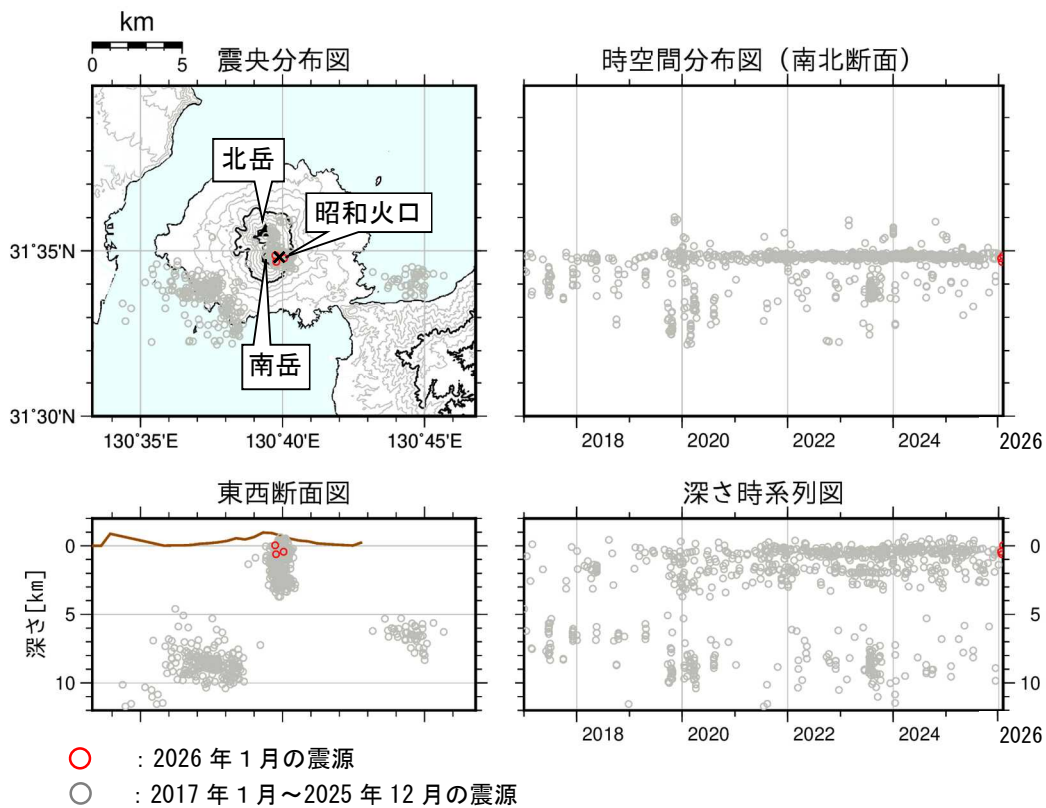 km
0 5
震央分布図
時空間分布図（南北断面）
北岳
昭和火口
南岳
31°35'N
31°30'N
130°35'E 130°40'E 130°45'E
2018 2020 2022 2024 2026
東西断面図
深さ時系列図
深さ[km]
0
5
10
0
5
10
2018 2020 2022 2024 2026
：2026 年 1 月の震源
：2017 年 1 月～2025 年 12 月の震源